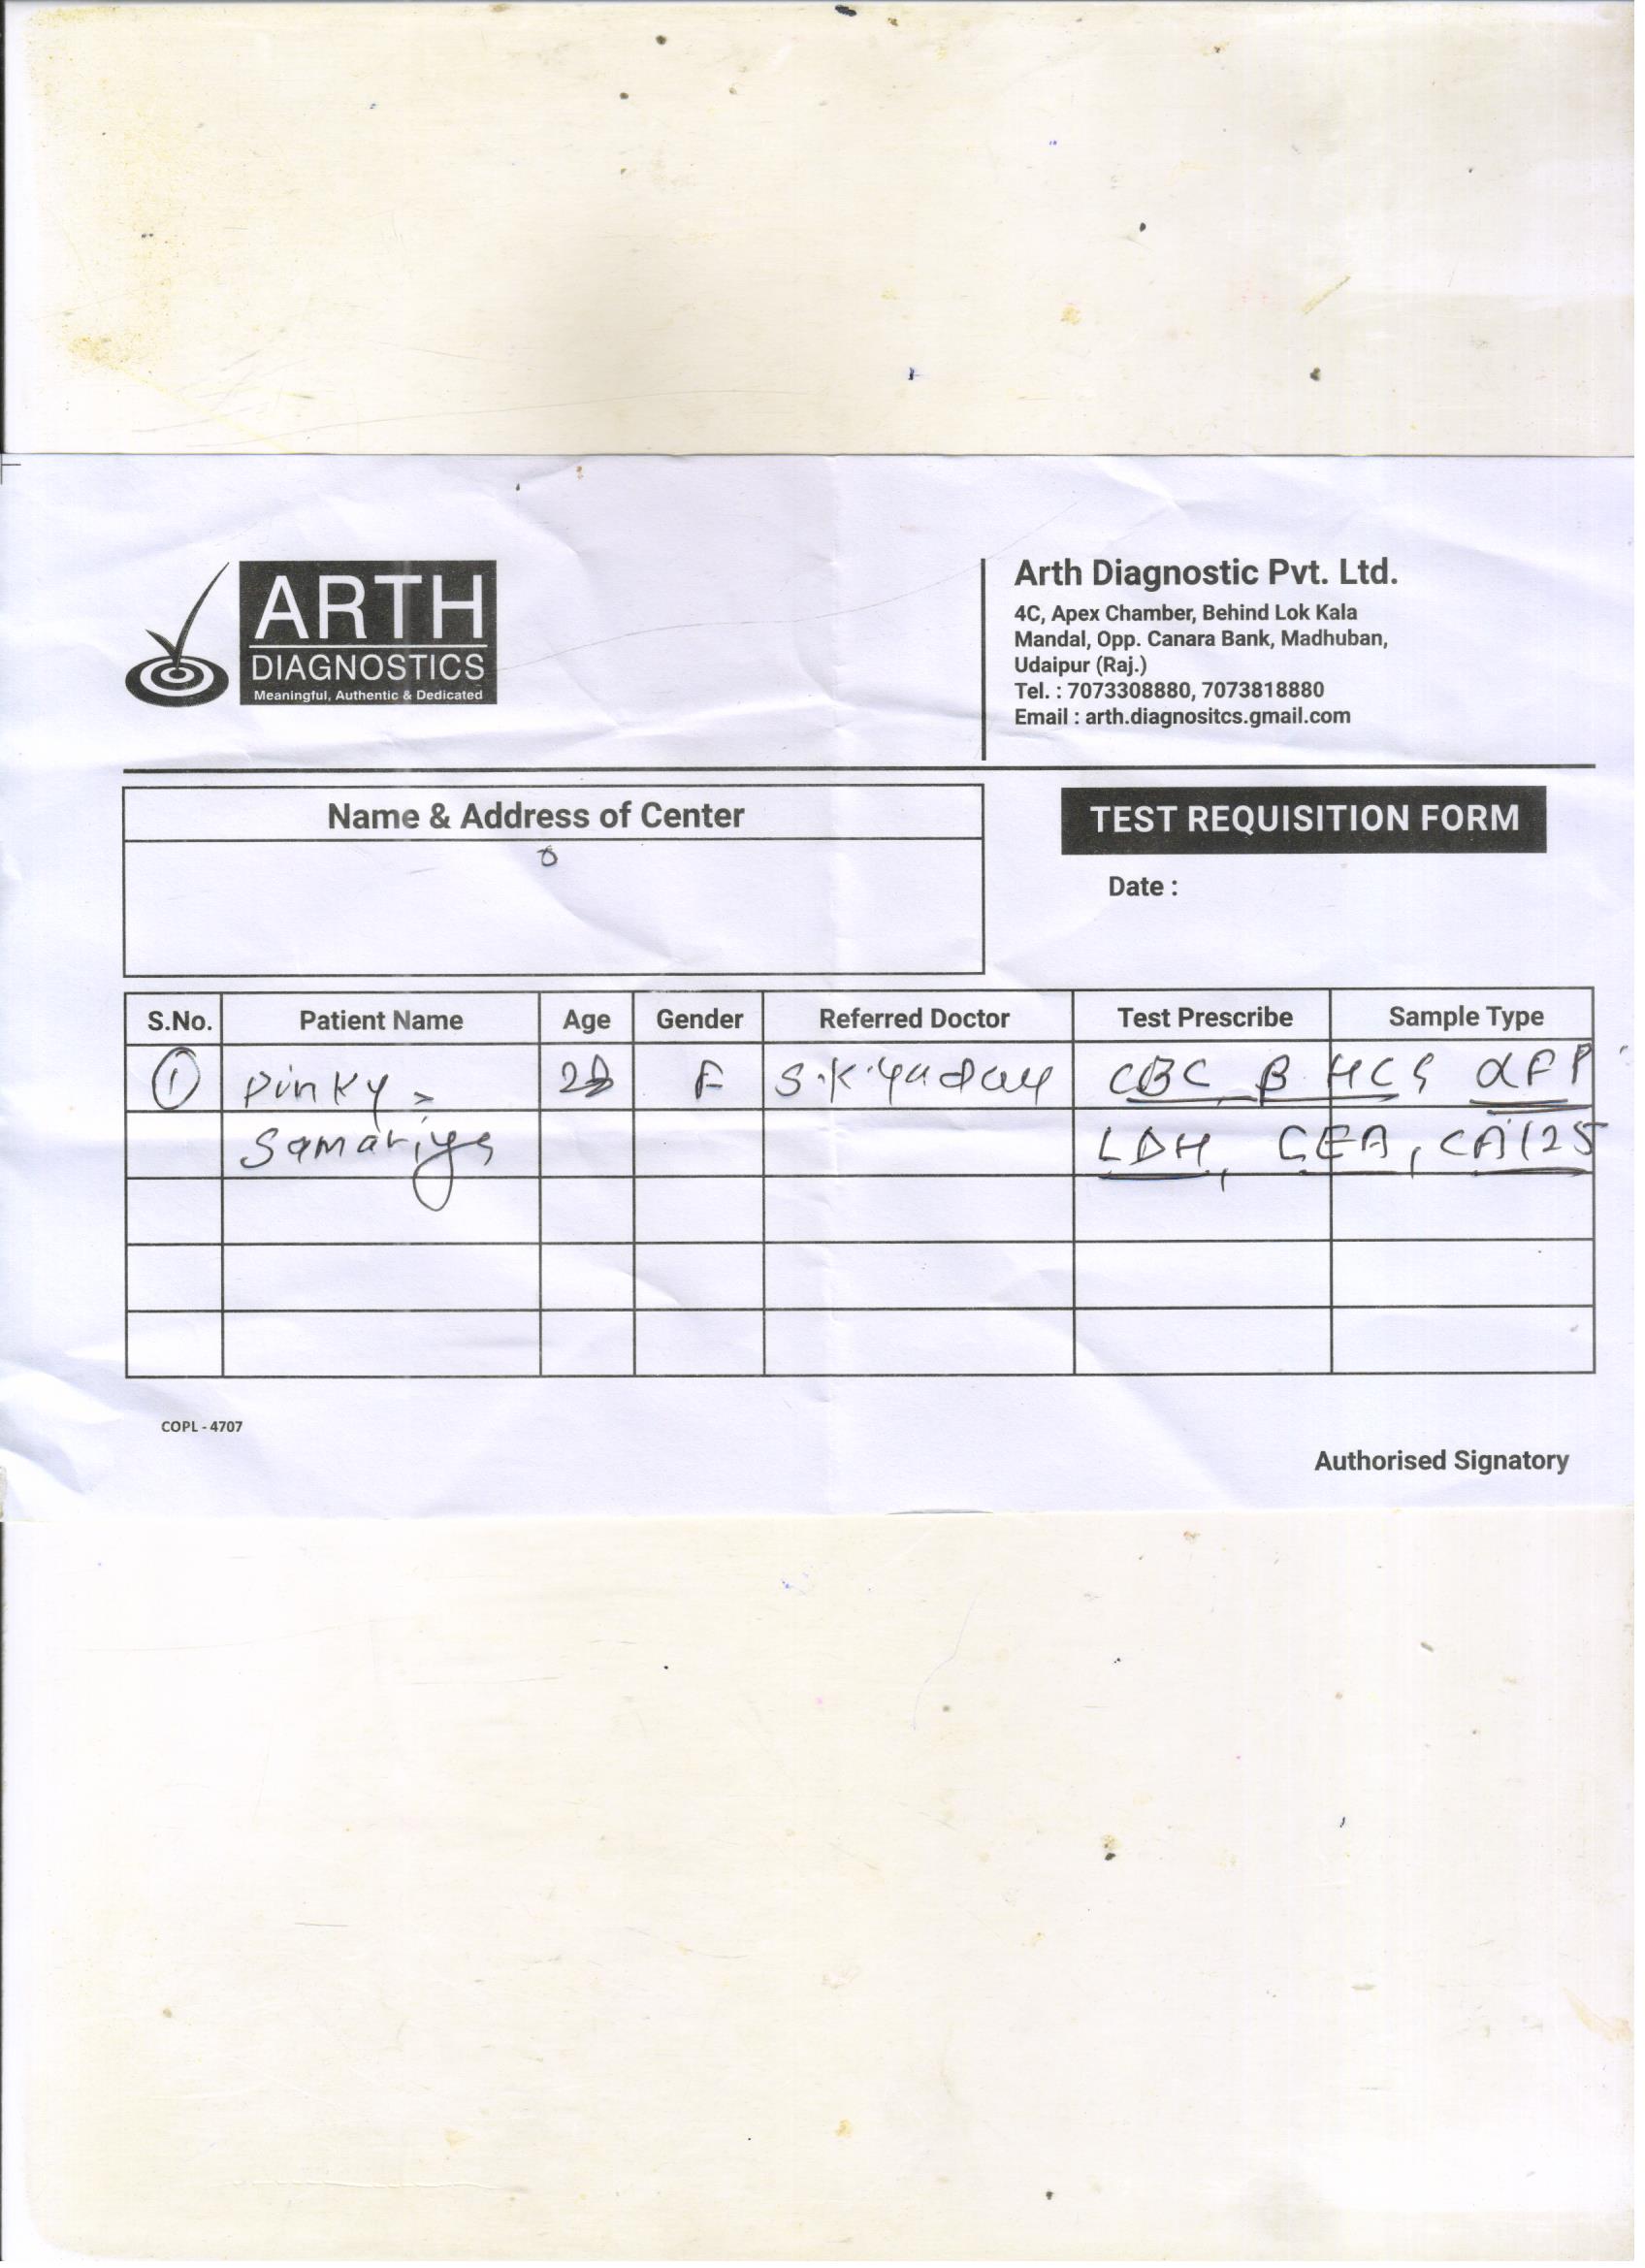 ARTH
DIAGNOSTICS
Meaningful, Authentic & Dedicated
Arth Diagnostic Pvt. Ltd.
4C, Apex Chamber, Behind Lok Kala
Mandal, Opp. Canara Bank, Madhuban,
Udaipur (Raj.)
Tel. : 7073308880, 7073818880
Email : arth.diagnositcs.gmail.com
Name & Address of Center
TEST REQUISITION FORM
Date :
S.No. Patient Name Age Gender Referred Doctor Test Prescribe Sample Type
1 Pinky F S.K.Yaday CBC, β HCG αFP
Samariya LDH, CEA, CA125
COPL - 4707
Authorised Signatory